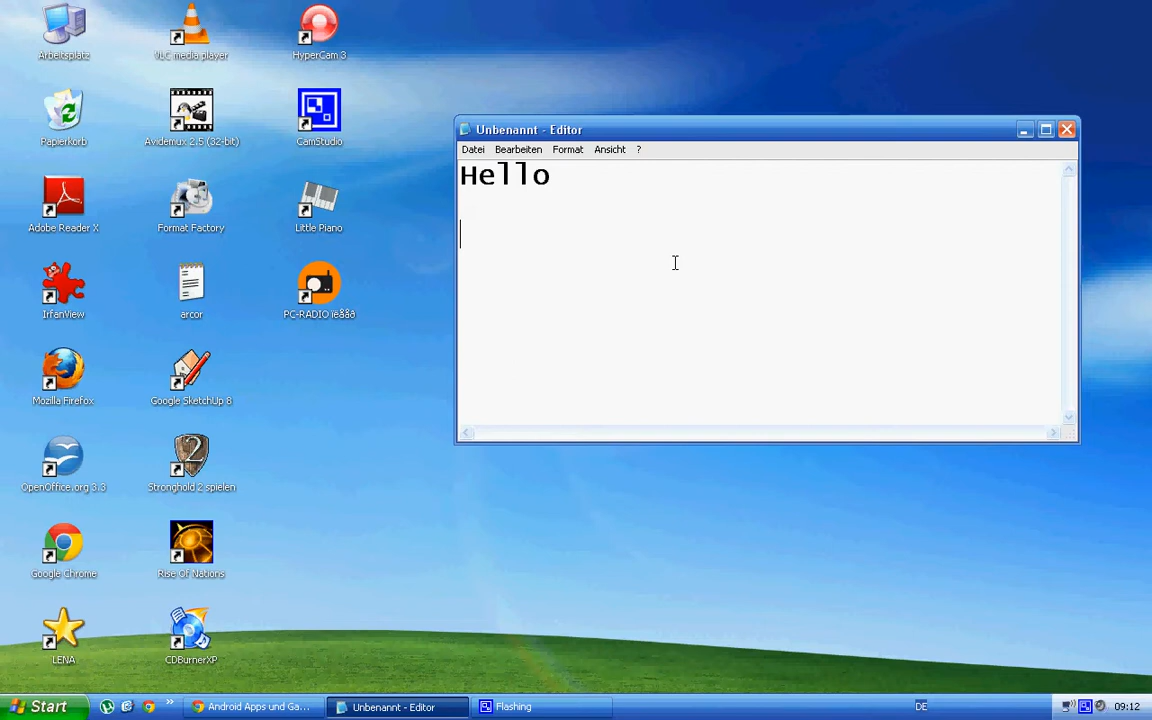 Arbeitsplatz
VLC media player
HyperCam 3
Papierkorb
Avidemux 2.5 (32-bit)
CamStudio
Adobe Reader X
Format Factory
Little Piano
IrfanView
arcor
PC-RADIO ïëååð
Mozilla Firefox
Google SketchUp 8
OpenOffice.org 3.3
2
Stronghold 2 spielen
Google Chrome
Rise Of Nations
LENA
CDBurnerXP
Unbenannt - Editor
Datei Bearbeiten Format Ansicht ?
Hello
Start » Android Apps und Ga... Unbenannt - Editor Flashing DE 09:12